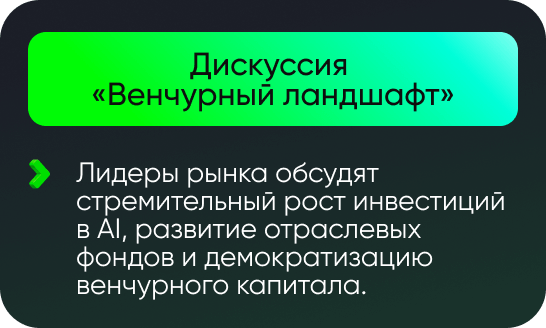 Дискуссия
«Венчурный ландшафт»
Лидеры рынка обсудят
стремительный рост инвестиций
в AI, развитие отраслевых
фондов и демократизацию
венчурного капитала.